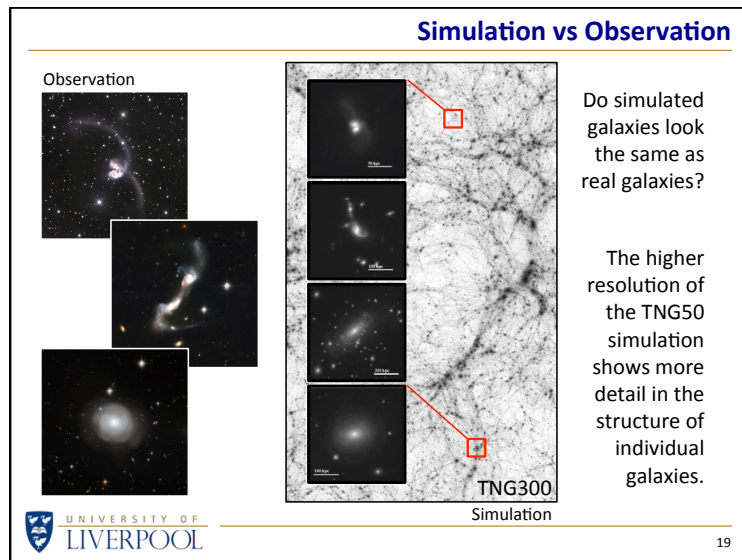 Simulation vs Observation
Observation
Do simulated
galaxies look
the same as
real galaxies?
The higher
resolution of
the TNG50
simulation
shows more
detail in the
structure of
individual
galaxies.
TNG300
Simulation
UNIVERSITY OF
LIVERPOOL
19